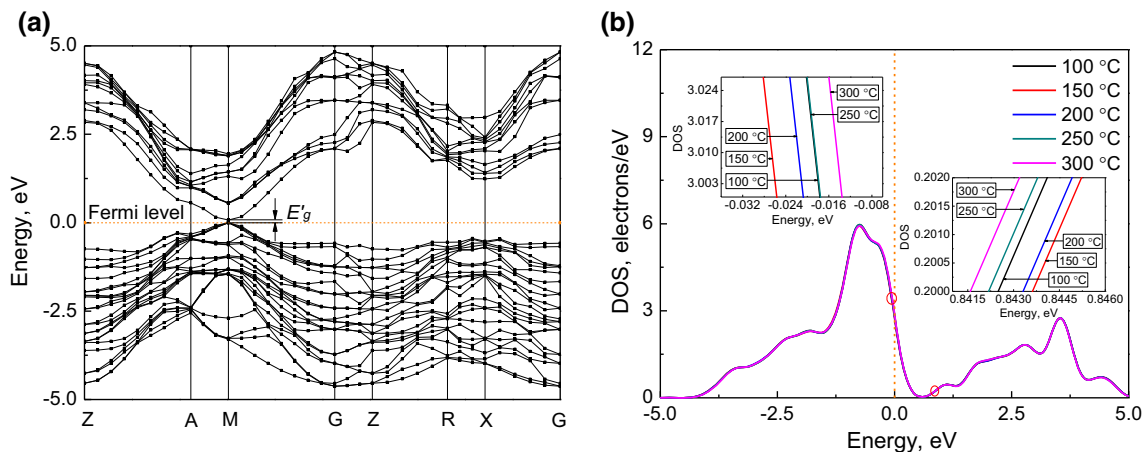 (a)
5.0
2.5
0.0
-2.5
-5.0
Energy, eV
Fermi level
E'g
Z A M G Z R X G
(b)
12
9
6
3
0
DOS, electrons/eV
-5.0 -2.5 0.0 2.5 5.0
Energy, eV
100 °C
150 °C
200 °C
250 °C
300 °C
3.024
3.017
3.010
3.003
DOS
300 °C
250 °C
200 °C
150 °C
100 °C
-0.032 -0.024 -0.016 -0.008
Energy, eV
0.2020
0.2015
0.2010
0.2005
0.2000
DOS
300 °C
250 °C
200 °C
150 °C
100 °C
0.8415 0.8430 0.8445 0.8460
Energy, eV